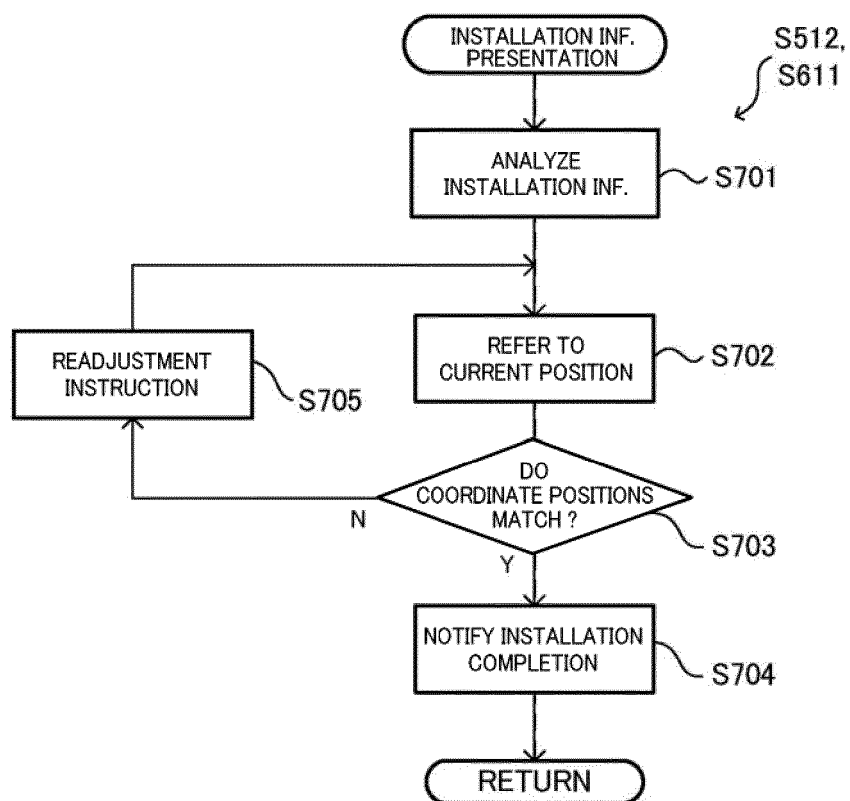 INSTALLATION INF.
PRESENTATION
S512,
S611
ANALYZE
INSTALLATION INF.
S701
REFER TO
CURRENT POSITION
S702
READJUSTMENT
INSTRUCTION
S705
DO
COORDINATE POSITIONS
MATCH ?
N
S703
Y
NOTIFY INSTALLATION
COMPLETION
S704
RETURN